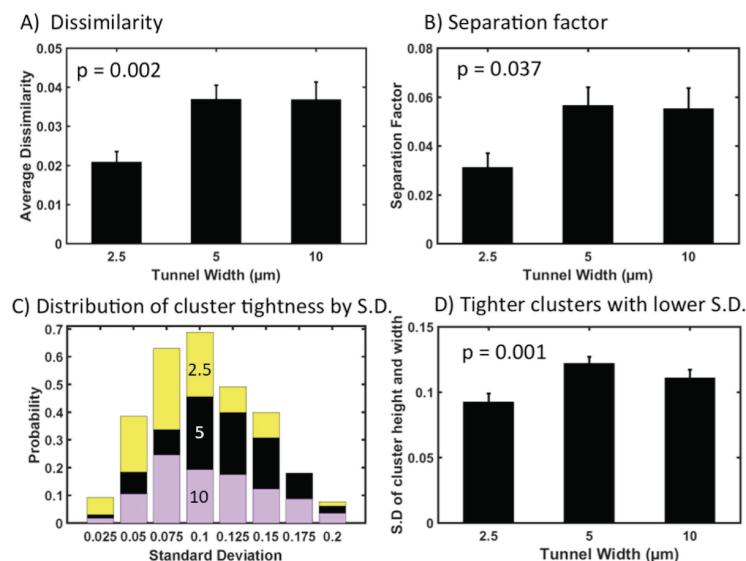 A) Dissimilarity
0.05
0.04
0.03
0.02
0.01
0
Average Dissimilarity
p = 0.002
2.5 5 10
Tunnel Width (µm)
B) Separation factor
0.08
0.06
0.04
0.02
0
Separation Factor
p = 0.037
2.5 5 10
Tunnel Width (µm)
C) Distribution of cluster tightness by S.D.
0.7
0.6
0.5
0.4
0.3
0.2
0.1
0
Probability
2.5
5
10
0.025 0.05 0.075 0.1 0.125 0.15 0.175 0.2
Standard Deviation
D) Tighter clusters with lower S.D.
0.15
0.1
0.05
0
S.D of cluster height and width
p = 0.001
2.5 5 10
Tunnel Width (µm)